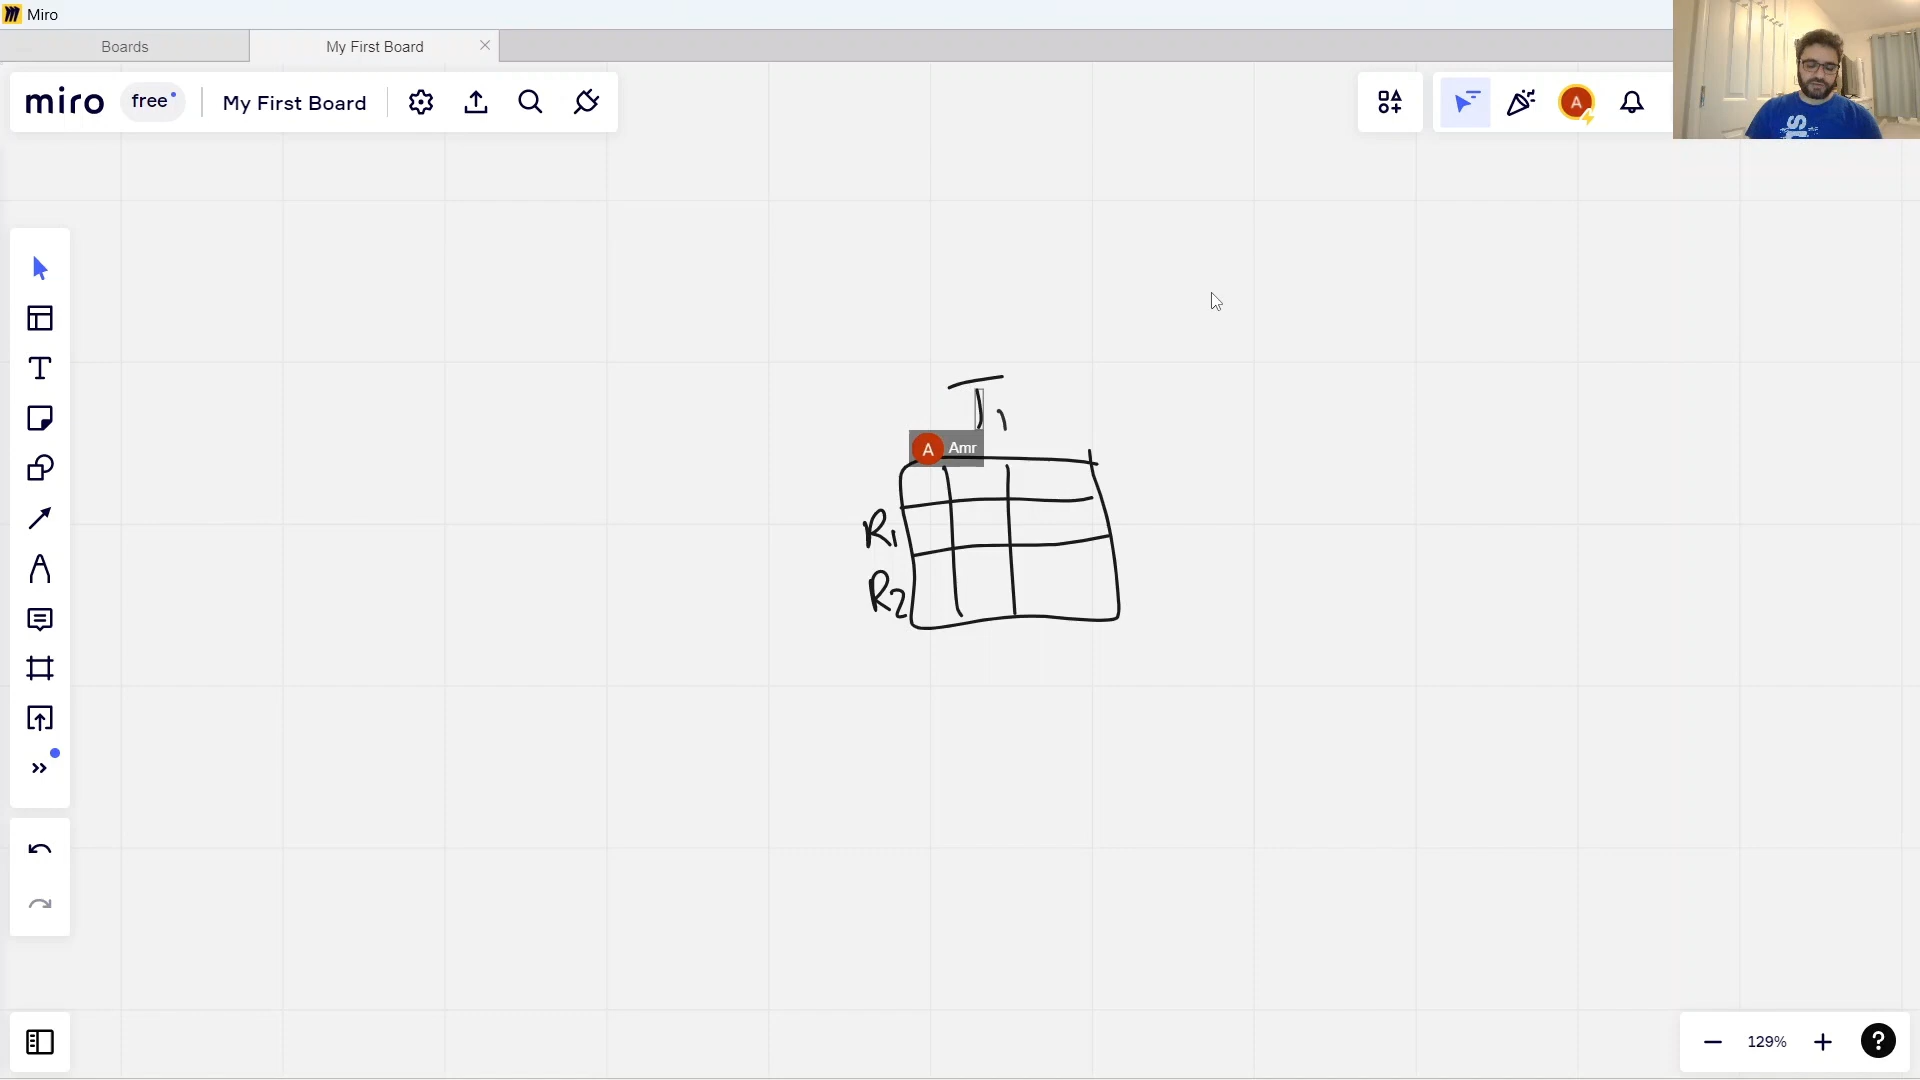 Miro
Boards
My First Board
miro
free
My First Board
A
T1
A Amr
R1
R2
129%
?